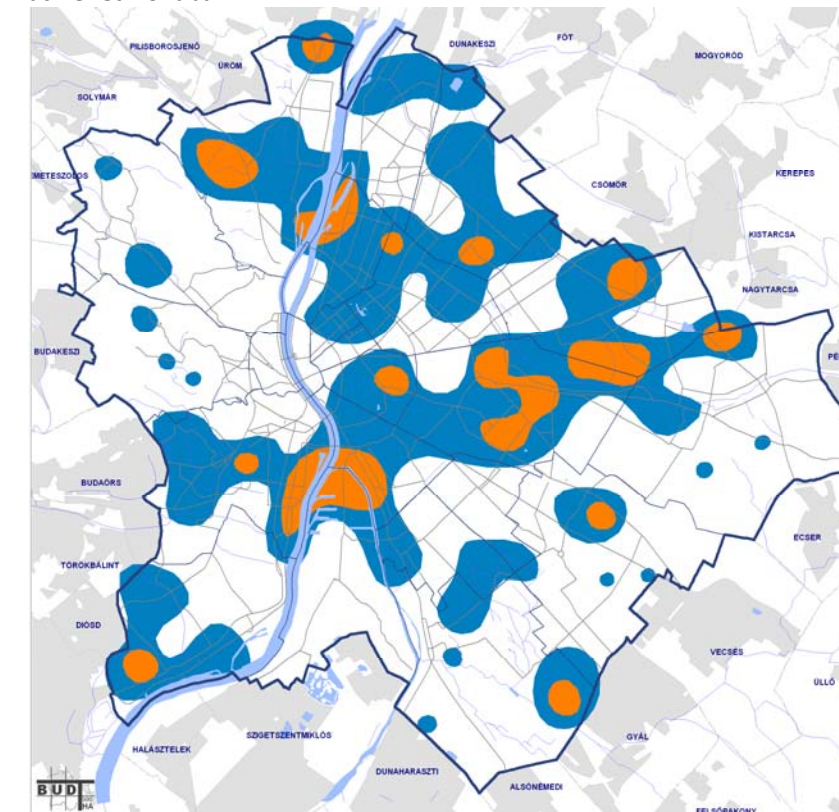 PILISBOROSJENŐ
ÜRÖM
DUNAKESZI
FÓT
MOGYORÓD
SOLYMÁR
CSÖMÖR
KEREPES
KISTARCSA
NAGYTARCSA
BUDAKESZI
BUDAÖRS
ECSER
TÖRÖKBÁLINT
DIÓSD
VECSÉS
ÜLLŐ
HALÁSZTELEK
SZIGETSZENTMIKLÓS
GYÁL
DUNAHARASZTI
ALSÓNÉMEDI
BUD